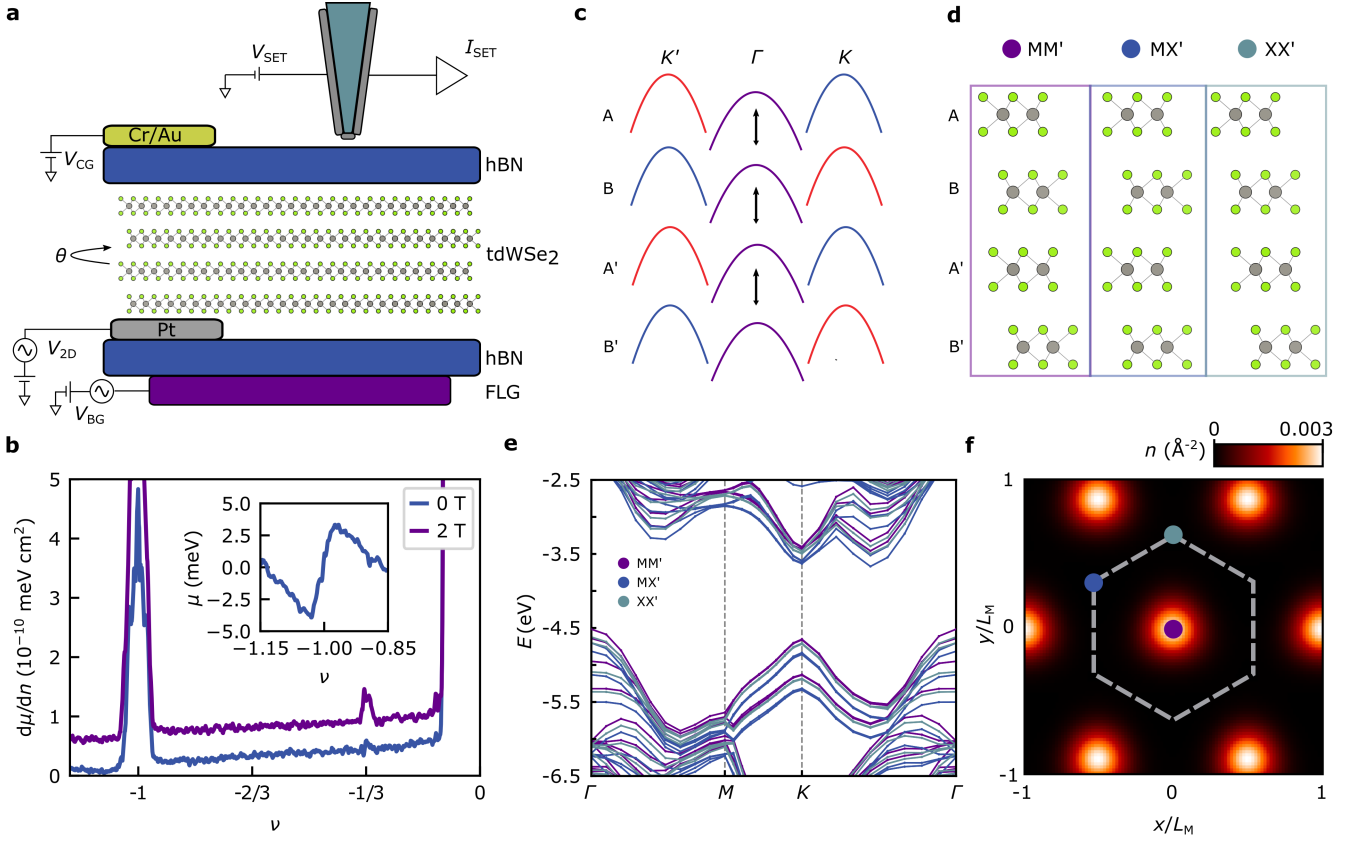 a
V_SET
I_SET
Cr/Au
V_CG
hBN
θ
tdWSe₂
Pt
V_2D
hBN
V_BG
FLG
b
dμ/dn (10⁻¹⁰ meV cm²)
5
4
3
2
1
0
-1
-2/3
-1/3
0
ν
0 T
2 T
μ (meV)
5.0
2.5
0.0
−2.5
−5.0
−1.15
−1.00
−0.85
ν
c
K'
Γ
K
A
B
A'
B'
d
MM'
MX'
XX'
A
B
A'
B'
e
E (eV)
-2.5
-3.5
-4.5
-5.5
-6.5
MM'
MX'
XX'
Γ
M
K
Γ
f
n (Å⁻²)
0
0.003
y/L_M
1
0
-1
-1
0
1
x/L_M